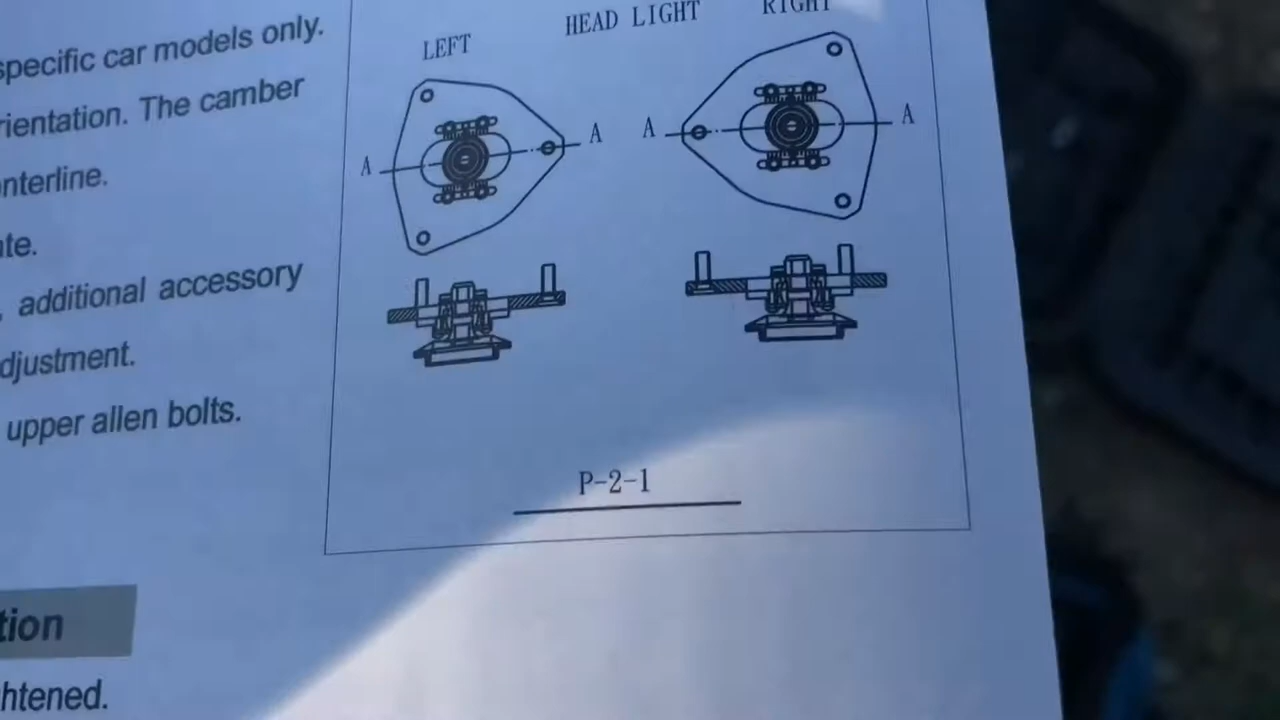 specific car models only.
rientation. The camber
nterline.
te.
, additional accessory
djustment.
upper allen bolts.
tion
htened.
HEAD LIGHT
LEFT
RIGHT
A
A
A
A
P-2-1